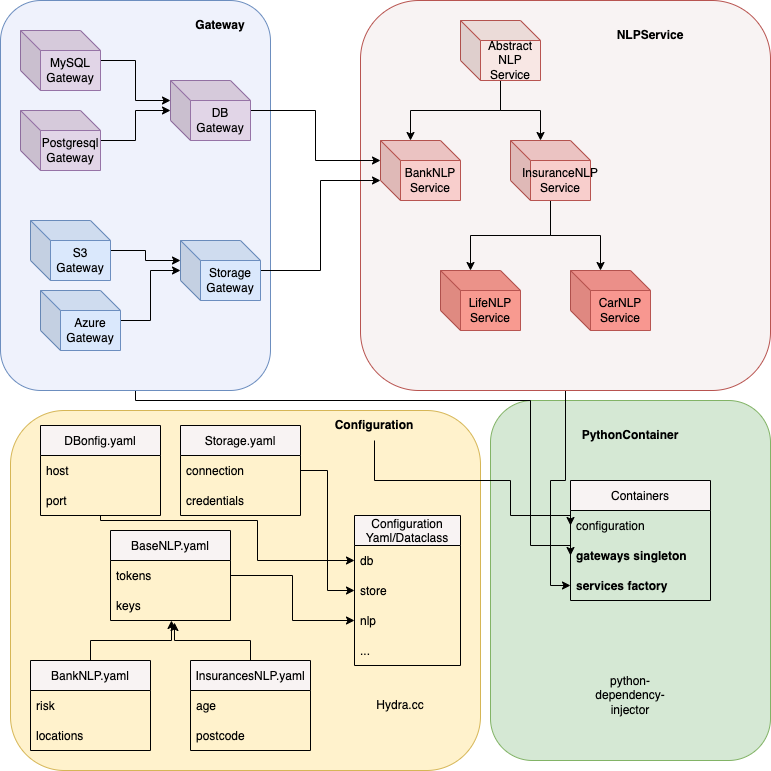 Gateway
MySQL
Gateway
Postgresql
Gateway
DB
Gateway
S3
Gateway
Azure
Gateway
Storage
Gateway
NLPService
Abstract
NLP
Service
BankNLP
Service
InsuranceNLP
Service
LifeNLP
Service
CarNLP
Service
Configuration
DBonfig.yaml
host
port
Storage.yaml
connection
credentials
BaseNLP.yaml
tokens
keys
Configuration
Yaml/Dataclass
db
store
nlp
...
BankNLP.yaml
risk
locations
InsurancesNLP.yaml
age
postcode
Hydra.cc
PythonContainer
Containers
configuration
gateways singleton
services factory
python-
dependency-
injector